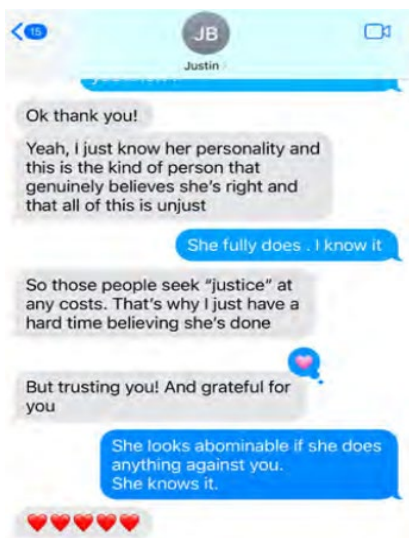 15
JB
Justin
Ok thank you!
Yeah, I just know her personality and
this is the kind of person that
genuinely believes she's right and
that all of this is unjust
She fully does . I know it
So those people seek “justice” at
any costs. That's why I just have a
hard time believing she's done
But trusting you! And grateful for
you
She looks abominable if she does
anything against you.
She knows it.